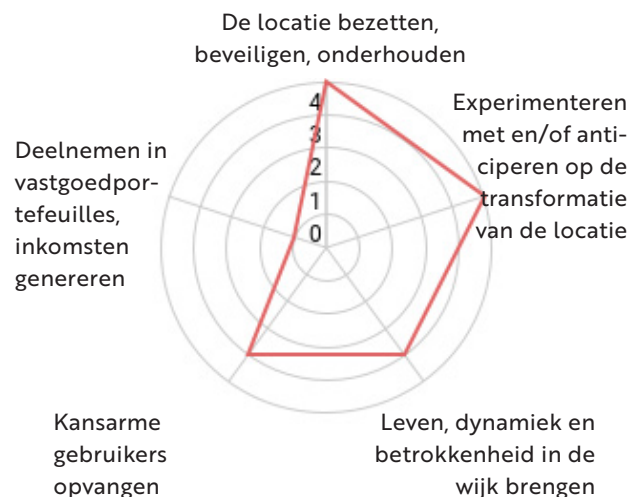 De locatie bezetten,
beveiligen, onderhouden
4
3
2
1
0
Experimenteren
met en/of anti-
ciperen op de
transformatie
van de locatie
Deelnemen in
vastgoedpor-
tefeuilles,
inkomsten
genereren
Kansarme
gebruikers
opvangen
Leven, dynamiek en
betrokkenheid in de
wijk brengen